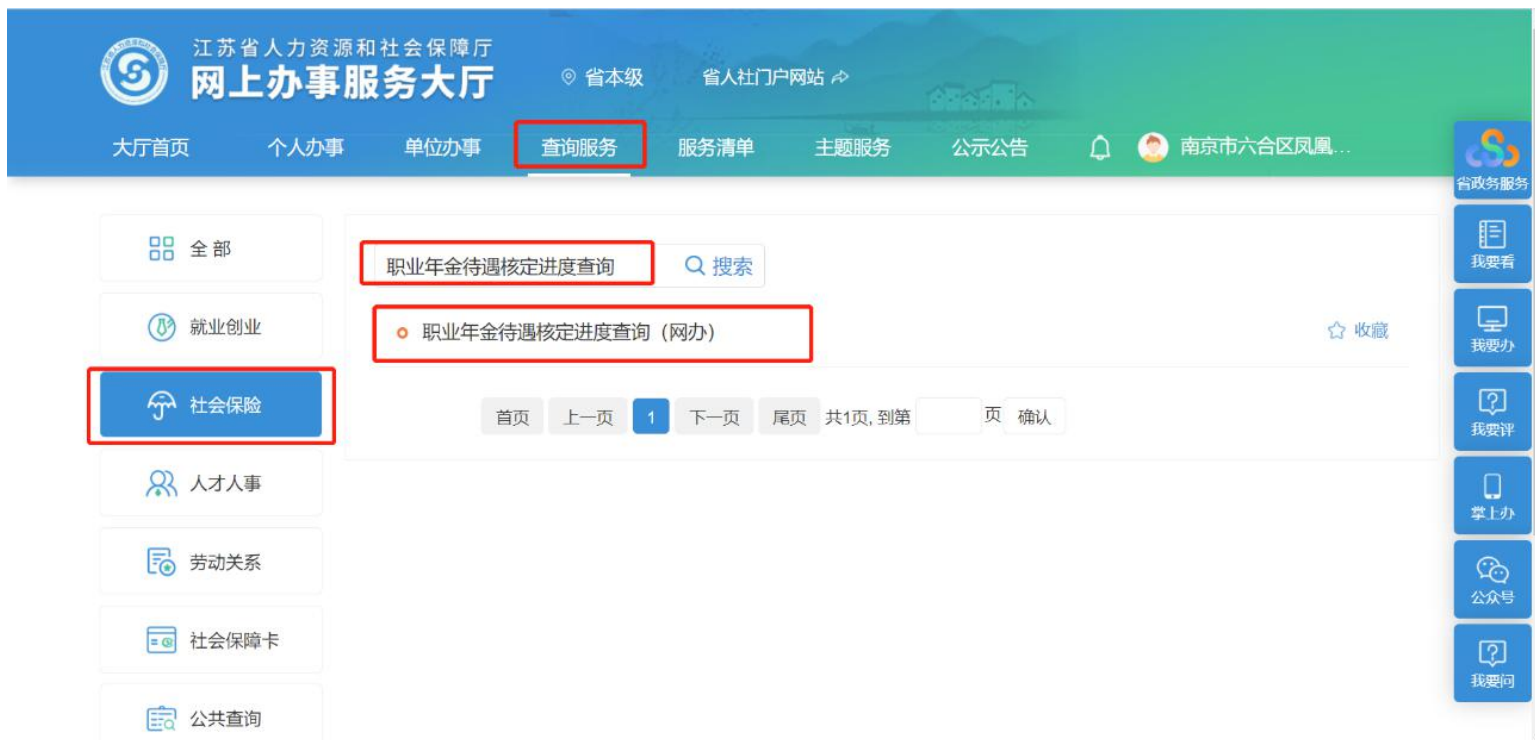 江苏省人力资源和社会保障厅
网上办事服务大厅
省本级
省人社门户网站
大厅首页 个人办事 单位办事 查询服务 服务清单 主题服务 公示公告 南京市六合区凤凰...
全部
就业创业
社会保险
人才人事
劳动关系
社会保障卡
公共查询
职业年金待遇核定进度查询 搜索
职业年金待遇核定进度查询（网办） 收藏
首页 上一页 1 下一页 尾页 共1页, 到第 页 确认
省政务服务
我要看
我要办
我要评
掌上办
公众号
我要问